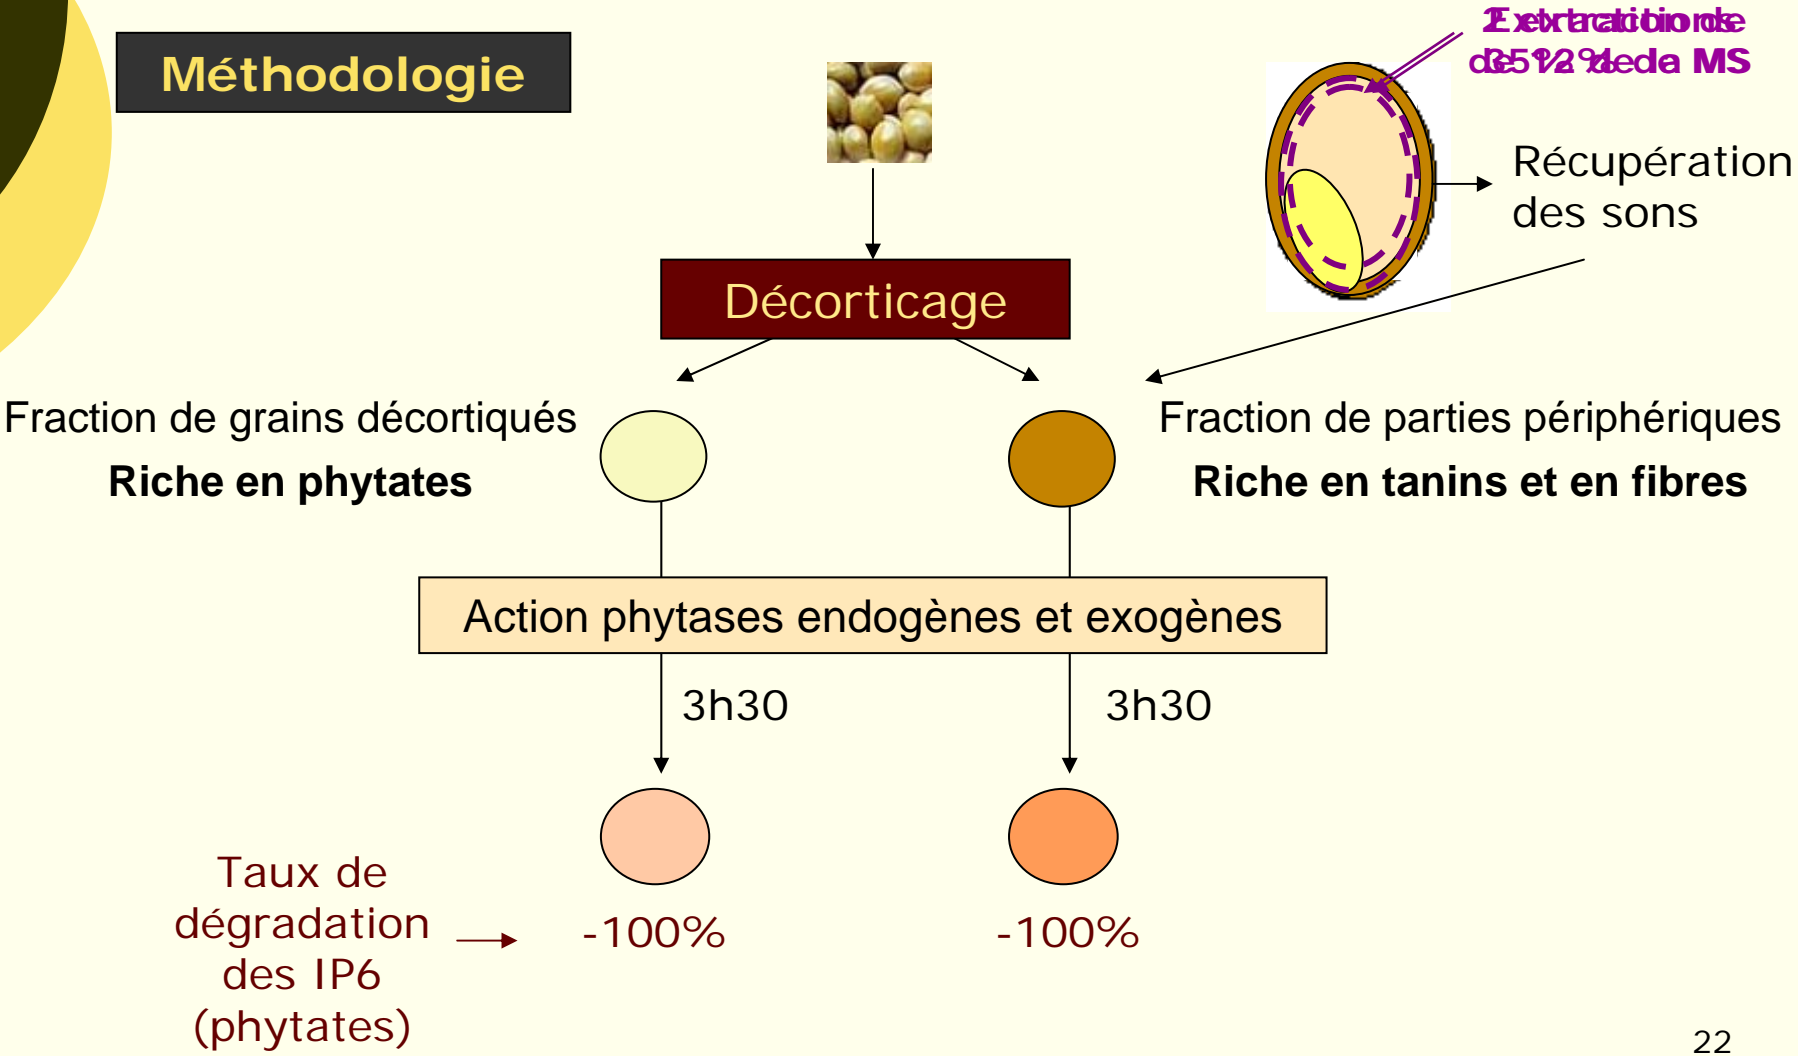 Méthodologie
Récupération
des sons
Décorticage
Fraction de grains décortiqués
Riche en phytates
Fraction de parties périphériques
Riche en tanins et en fibres
Action phytases endogènes et exogènes
3h30
3h30
Taux de
dégradation
des IP6
(phytates)
-100%
-100%
22